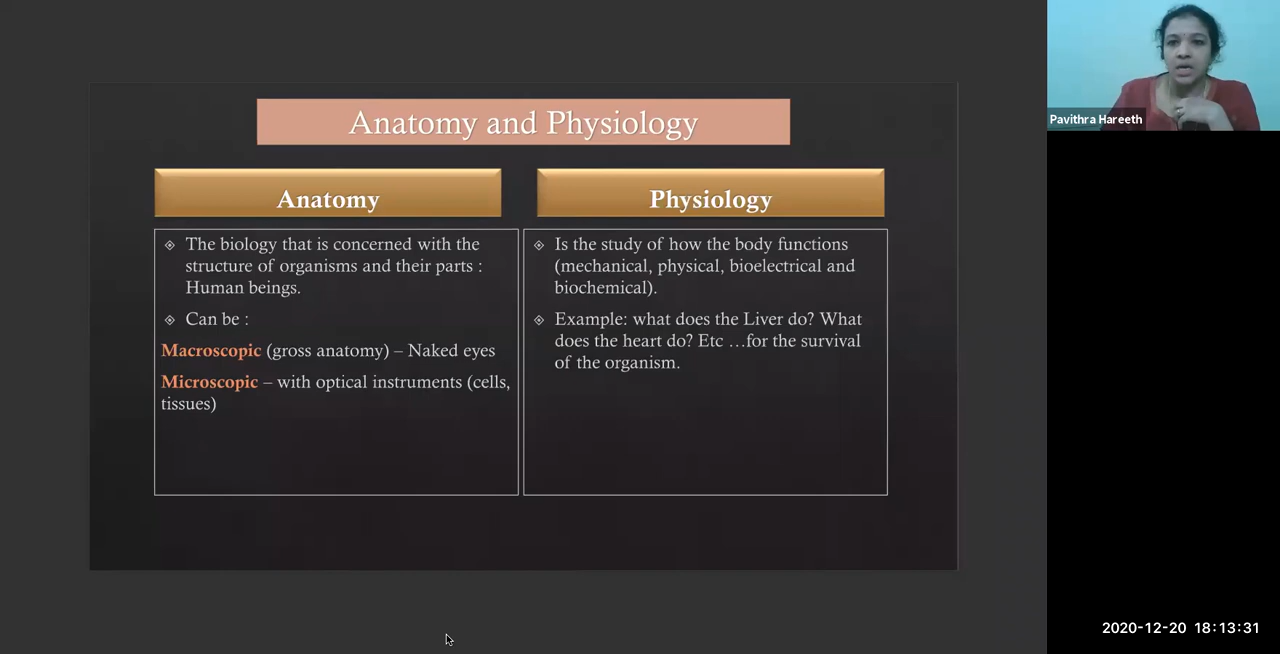 Anatomy and Physiology
Anatomy
The biology that is concerned with the
structure of organisms and their parts :
Human beings.
Can be :
Macroscopic (gross anatomy) – Naked eyes
Microscopic – with optical instruments (cells,
tissues)
Physiology
Is the study of how the body functions
(mechanical, physical, bioelectrical and
biochemical).
Example: what does the Liver do? What
does the heart do? Etc …for the survival
of the organism.
Pavithra Hareeth
2020-12-20 18:13:31